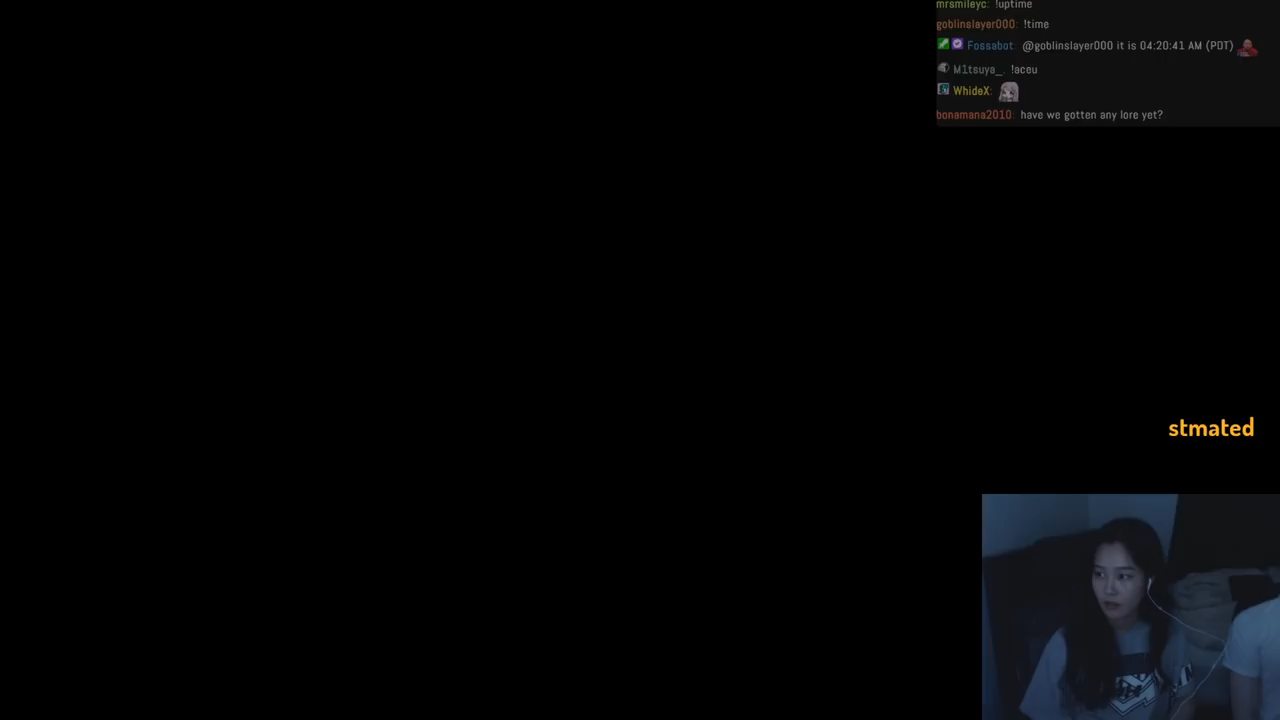 mrsmileyc: !uptime
goblinslayer000: !time
Fossabot: @goblinslayer000 it is 04:20:41 AM (PDT)
M1tsuya_: !aceu
WhideX:
bonamana2010: have we gotten any lore yet?
stmated